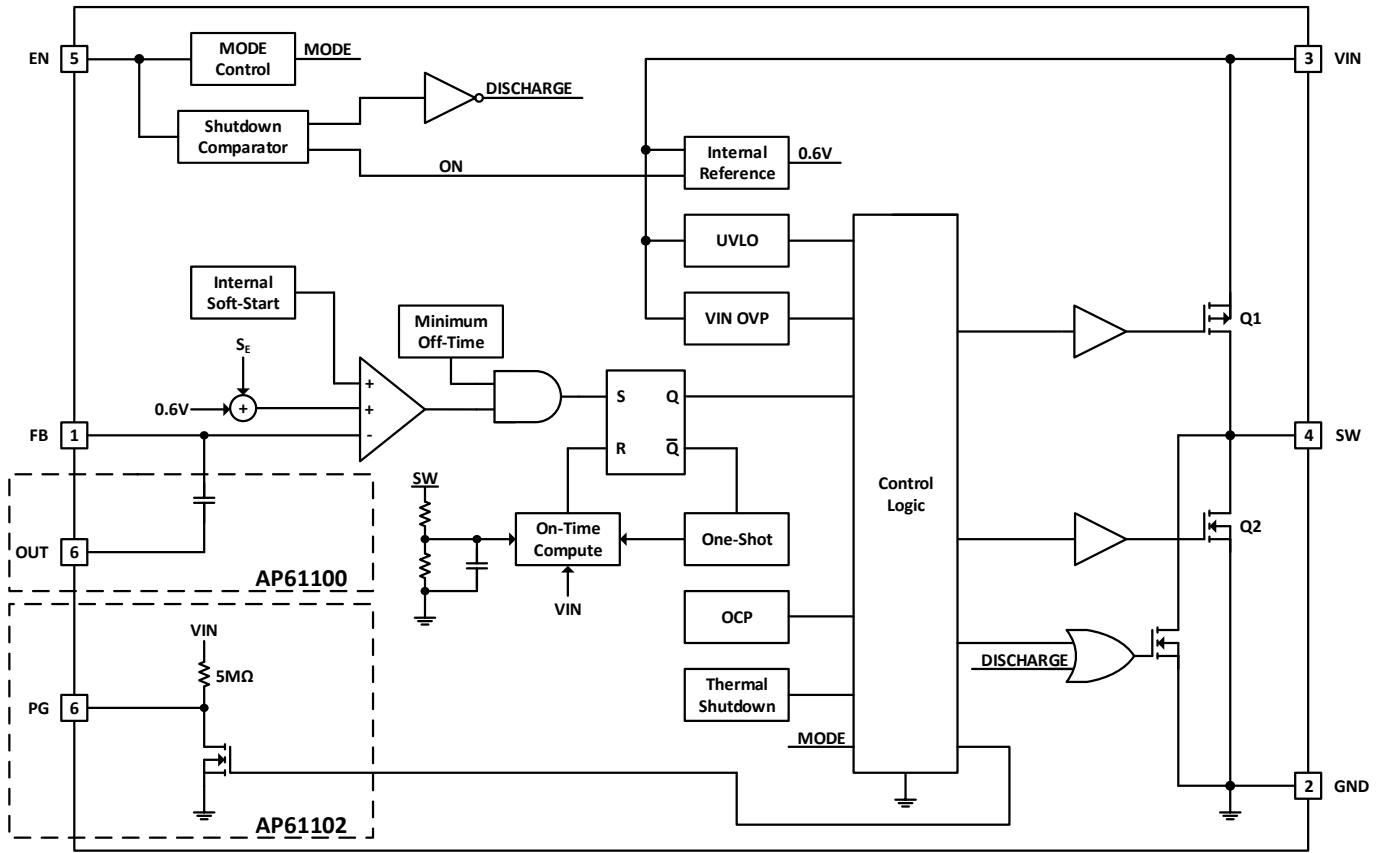 EN
5
MODE
Control
MODE
3
VIN
DISCHARGE
Shutdown
Comparator
ON
Internal
Reference
0.6V
UVLO
Internal
Soft-Start
VIN OVP
Minimum
Off-Time
Q1
SE
+
+
0.6V
+
-
S
Q
FB
1
4
SW
R
Q̅
SW
Control
Logic
On-Time
Compute
One-Shot
Q2
OUT
6
AP61100
VIN
VIN
5MΩ
OCP
DISCHARGE
Thermal
Shutdown
PG
6
MODE
2
GND
AP61102